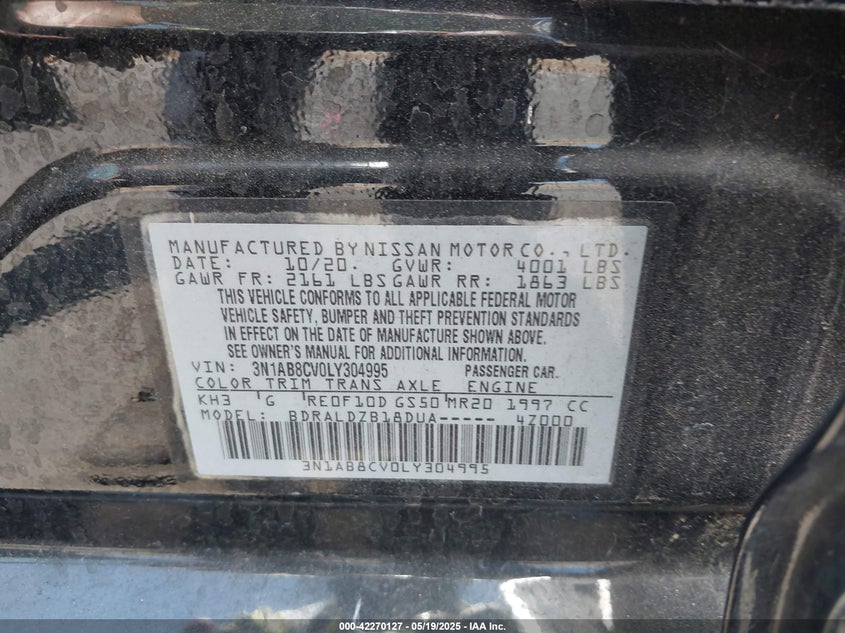 MANUFACTURED BY NISSAN MOTOR CO., LTD.
DATE: 10/20. GVWR: 4001 LBS
GAWR FR: 2161 LBS GAWR RR: 1863 LBS
THIS VEHICLE CONFORMS TO ALL APPLICABLE FEDERAL MOTOR
VEHICLE SAFETY, BUMPER AND THEFT PREVENTION STANDARDS
IN EFFECT ON THE DATE OF MANUFACTURE SHOWN ABOVE.
SEE OWNER'S MANUAL FOR ADDITIONAL INFORMATION.
VIN: 3N1AB8CV0LY304995 PASSENGER CAR.
COLOR TRIM TRANS AXLE ENGINE
KH3 G RE0F10D GS50 MR20 1997 CC
MODEL: BDRALDZB18DUA----- 4Z000
3N1AB8CV0LY304995
000-42270127 - 05/19/2025 - IAA Inc.